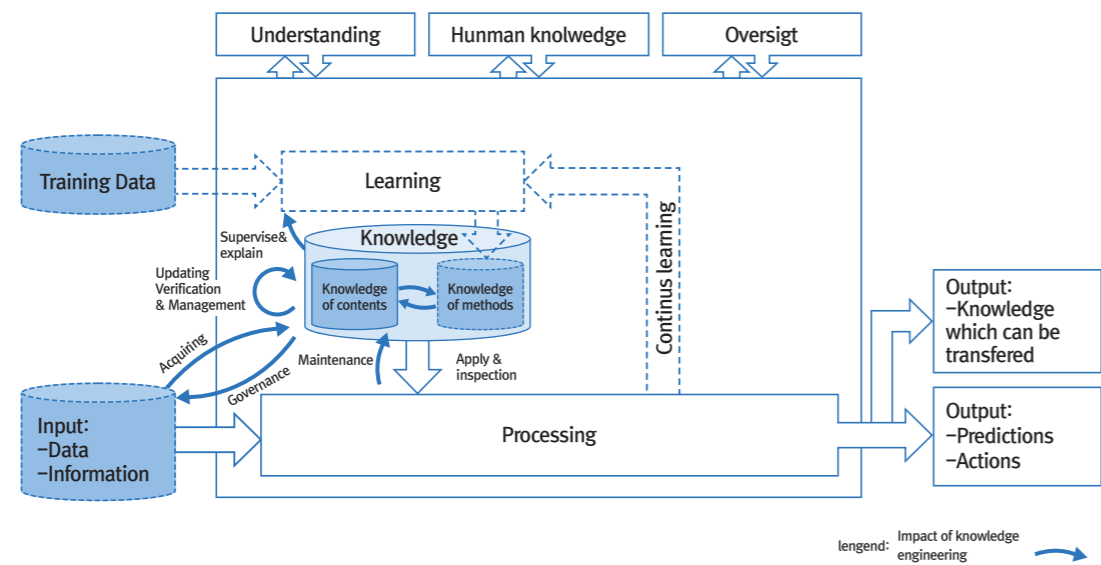 Understanding
Hunman knolwedge
Oversigt
Training Data
Learning
Supervise&
explain
Knowledge
Updating
Verification
& Management
Knowledge
of contents
Knowledge
of methods
Continus learning
Acquiring
Governance
Maintenance
Apply &
inspection
Input:
–Data
–Information
Processing
Output:
–Knowledge
which can be
transfered
Output:
–Predictions
–Actions
lengend:
Impact of knowledge
engineering